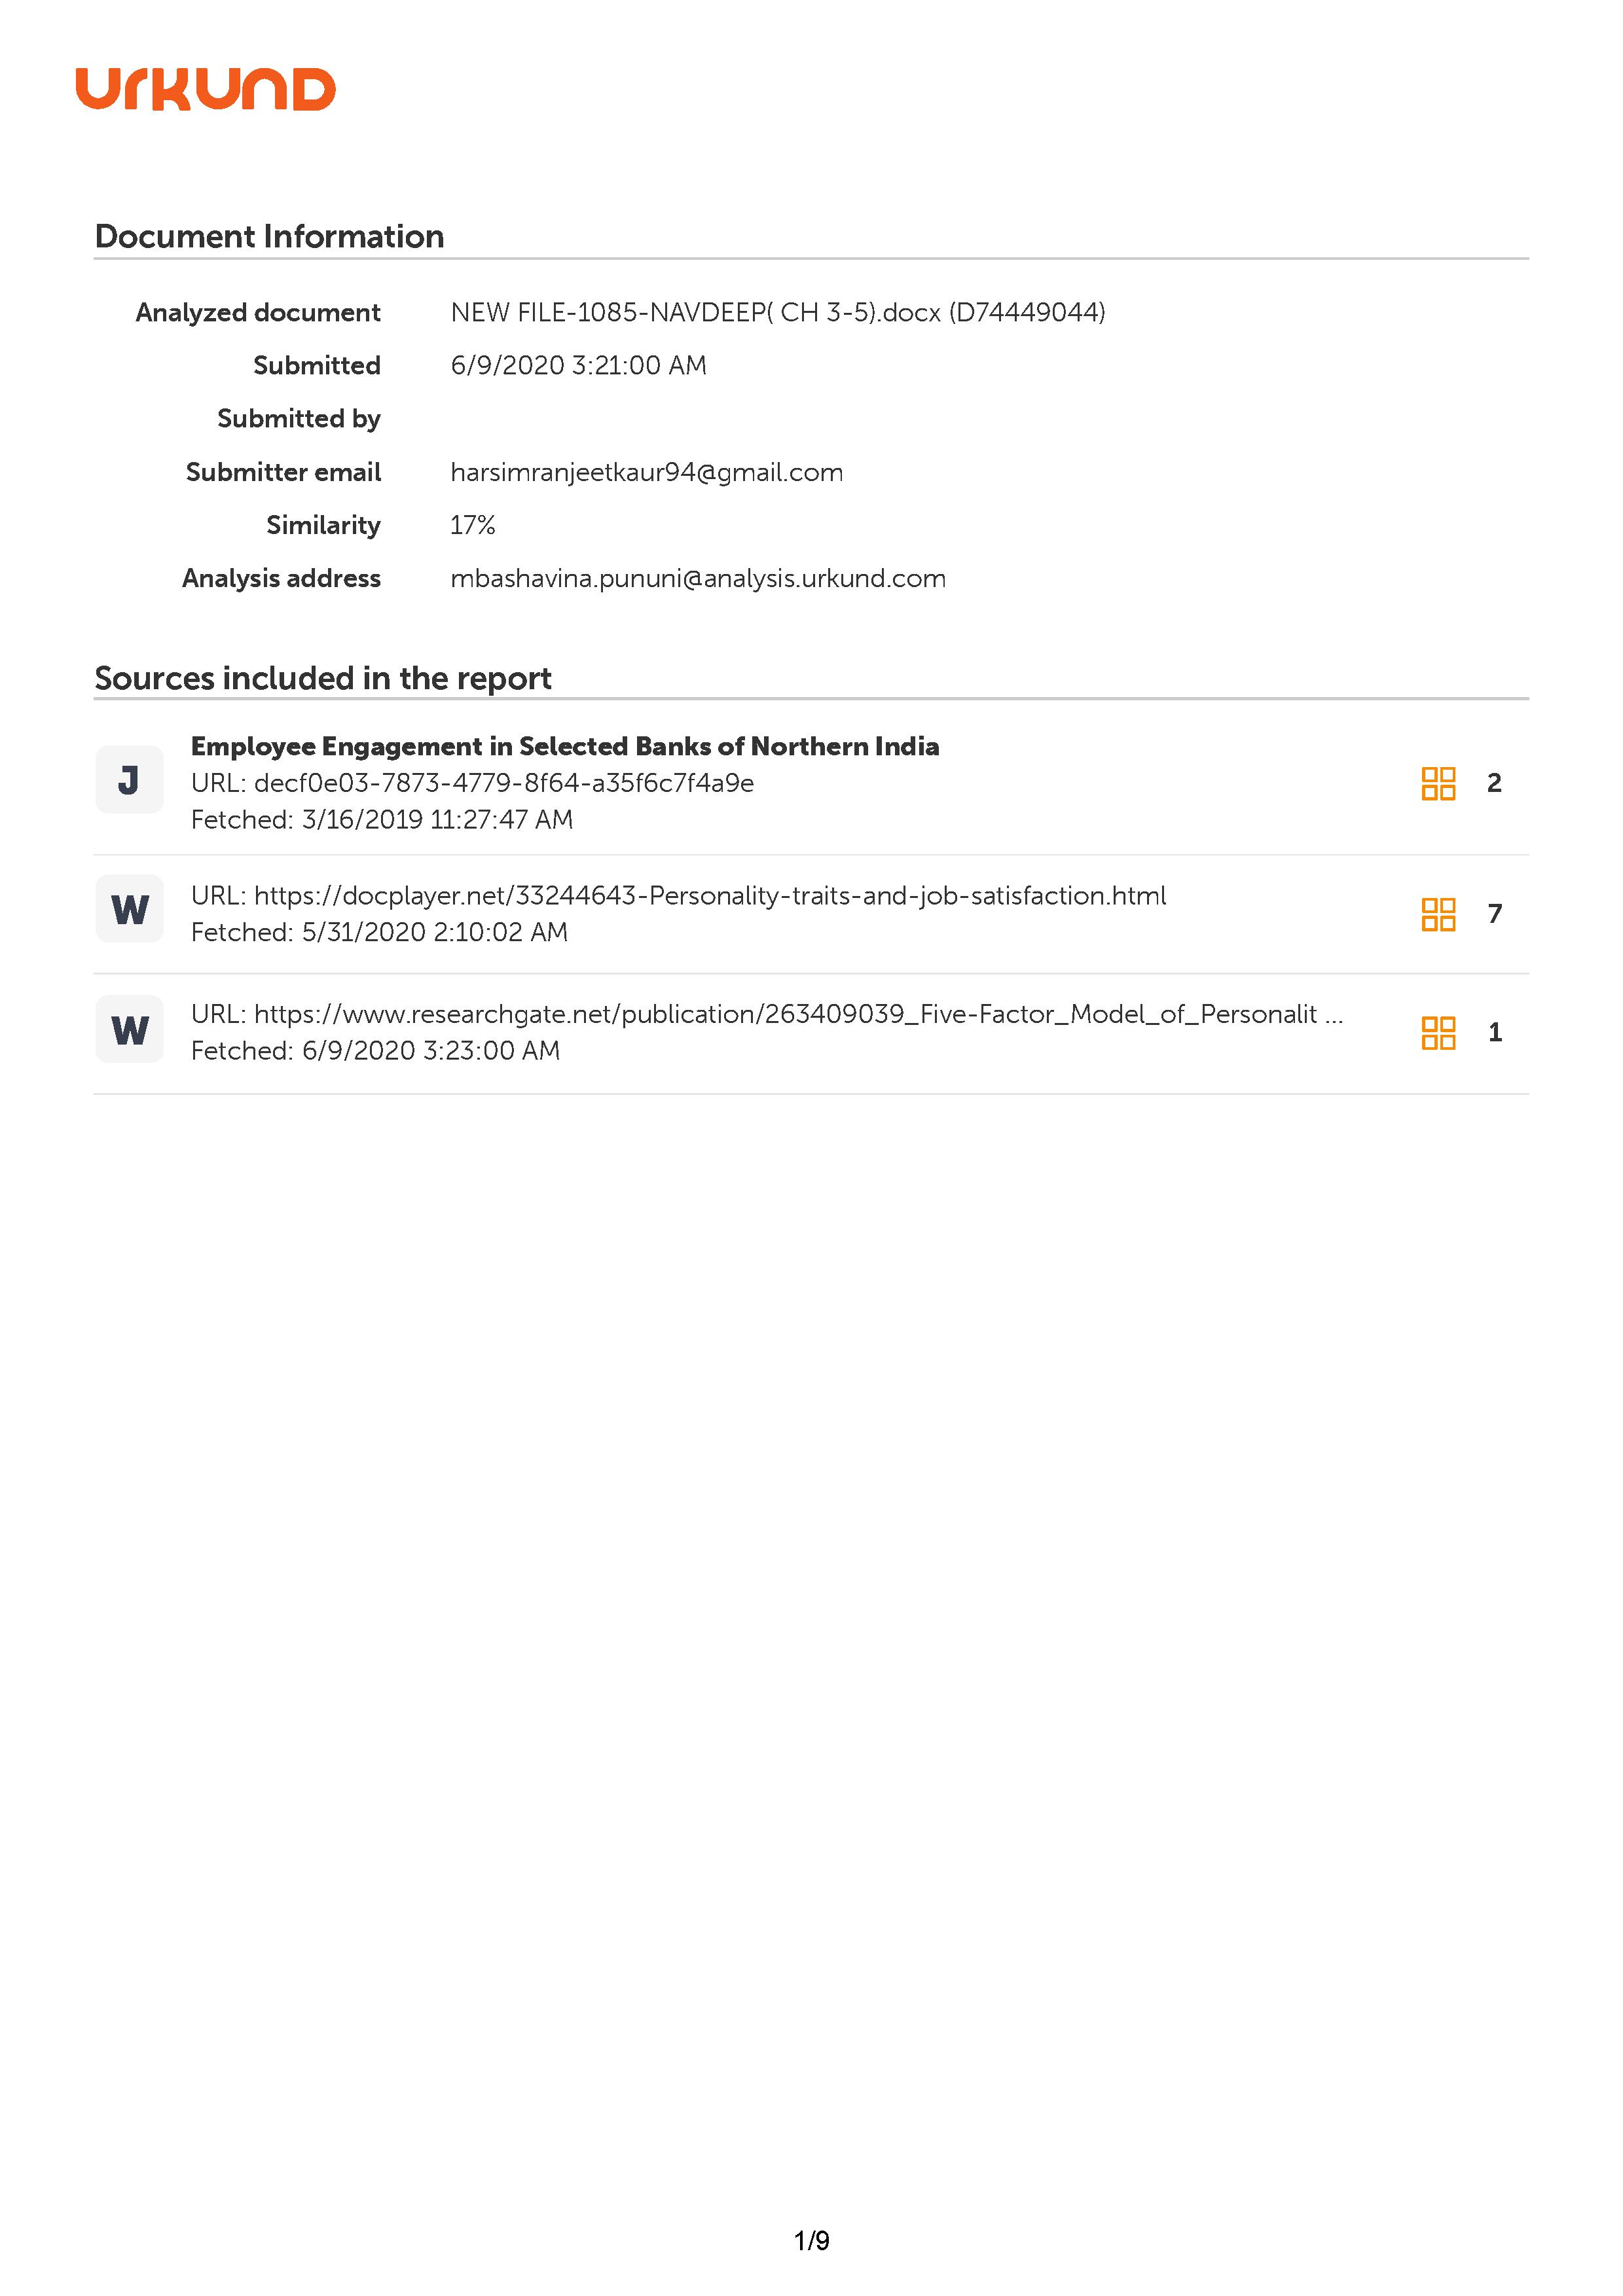 URKUND
Document Information
Analyzed document NEW FILE-1085-NAVDEEP( CH 3-5).docx (D74449044)
Submitted 6/9/2020 3:21:00 AM
Submitted by
Submitter email harsimranjeetkaur94@gmail.com
Similarity 17%
Analysis address mbashavina.pununi@analysis.urkund.com
Sources included in the report
Employee Engagement in Selected Banks of Northern India
J URL: decf0e03-7873-4779-8f64-a35f6c7f4a9e 2
Fetched: 3/16/2019 11:27:47 AM
W URL: https://docplayer.net/33244643-Personality-traits-and-job-satisfaction.html 7
Fetched: 5/31/2020 2:10:02 AM
W URL: https://www.researchgate.net/publication/263409039_Five-Factor_Model_of_Personalit ... 1
Fetched: 6/9/2020 3:23:00 AM
1/9